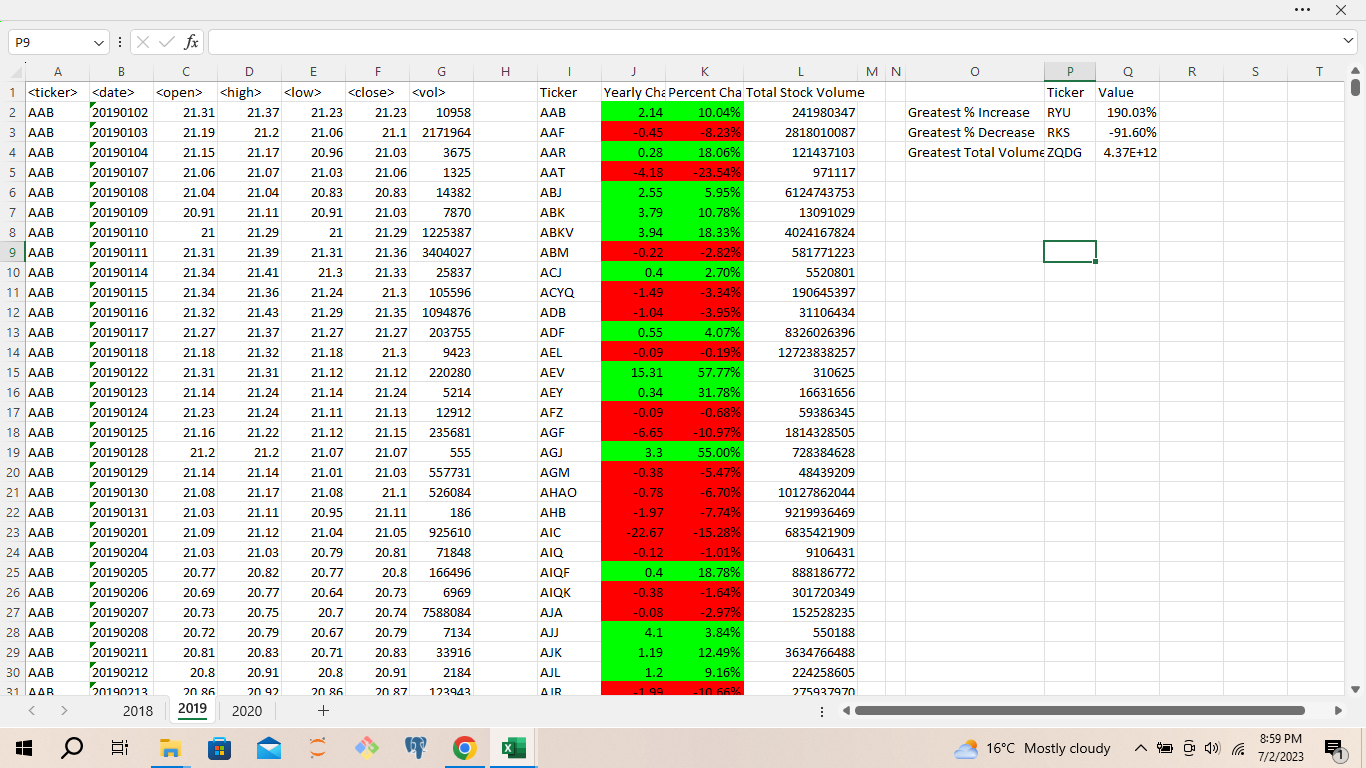 P9 fx
A B C D E F G H I J K L M N O P Q R S T
1 <ticker> <date> <open> <high> <low> <close> <vol> Ticker Yearly Cha Percent Cha Total Stock Volume Ticker Value
2 AAB 20190102 21.31 21.37 21.23 21.23 10958 AAB 2.14 10.04% 241980347 Greatest % Increase RYU 190.03%
3 AAB 20190103 21.19 21.2 21.06 21.1 2171964 AAF -0.45 -8.23% 2818010087 Greatest % Decrease RKS -91.60%
4 AAB 20190104 21.15 21.17 20.96 21.03 3675 AAR 0.28 18.06% 121437103 Greatest Total Volume ZQDG 4.37E+12
5 AAB 20190107 21.06 21.07 21.03 21.06 1325 AAT -4.18 -23.54% 971117
6 AAB 20190108 21.04 21.04 20.83 20.83 14382 ABJ 2.55 5.95% 6124743753
7 AAB 20190109 20.91 21.11 20.91 21.03 7870 ABK 3.79 10.78% 13091029
8 AAB 20190110 21 21.29 21 21.29 1225387 ABKV 3.94 18.33% 4024167824
9 AAB 20190111 21.31 21.39 21.31 21.36 3404027 ABM -0.22 -2.82% 581771223
10 AAB 20190114 21.34 21.41 21.3 21.33 25837 ACJ 0.4 2.70% 5520801
11 AAB 20190115 21.34 21.36 21.24 21.3 105596 ACYQ -1.49 -3.34% 190645397
12 AAB 20190116 21.32 21.43 21.29 21.35 1094876 ADB -1.04 -3.95% 31106434
13 AAB 20190117 21.27 21.37 21.27 21.27 203755 ADF 0.55 4.07% 8326026396
14 AAB 20190118 21.18 21.32 21.18 21.3 9423 AEL -0.09 -0.19% 12723838257
15 AAB 20190122 21.31 21.31 21.12 21.12 220280 AEV 15.31 57.77% 310625
16 AAB 20190123 21.14 21.24 21.14 21.24 5214 AEY 0.34 31.78% 16631656
17 AAB 20190124 21.23 21.24 21.11 21.13 12912 AFZ -0.09 -0.68% 59386345
18 AAB 20190125 21.16 21.22 21.12 21.15 235681 AGF -6.65 -10.97% 1814328505
19 AAB 20190128 21.2 21.2 21.07 21.07 555 AGJ 3.3 55.00% 728384628
20 AAB 20190129 21.14 21.14 21.01 21.03 557731 AGM -0.38 -5.47% 48439209
21 AAB 20190130 21.08 21.17 21.08 21.1 526084 AHAO -0.78 -6.70% 10127862044
22 AAB 20190131 21.03 21.11 20.95 21.11 186 AHB -1.97 -7.74% 9219936469
23 AAB 20190201 21.09 21.12 21.04 21.05 925610 AIC -22.67 -15.28% 6835421909
24 AAB 20190204 21.03 21.03 20.79 20.81 71848 AIQ -0.12 -1.01% 9106431
25 AAB 20190205 20.77 20.82 20.77 20.8 166496 AIQF 0.4 18.78% 888186772
26 AAB 20190206 20.69 20.77 20.64 20.73 6969 AIQK -0.38 -1.64% 301720349
27 AAB 20190207 20.73 20.75 20.7 20.74 7588084 AJA -0.08 -2.97% 152528235
28 AAB 20190208 20.72 20.79 20.67 20.79 7134 AJJ 4.1 3.84% 550188
29 AAB 20190211 20.81 20.83 20.71 20.83 33916 AJK 1.19 12.49% 3634766488
30 AAB 20190212 20.8 20.91 20.8 20.91 2184 AJL 1.2 9.16% 224258605
31 AAB 20190213 20.86 20.92 20.86 20.87 123943 AJR -1.99 -10.66% 275937970
2018 2019 2020
16°C Mostly cloudy 8:59 PM
7/2/2023 1